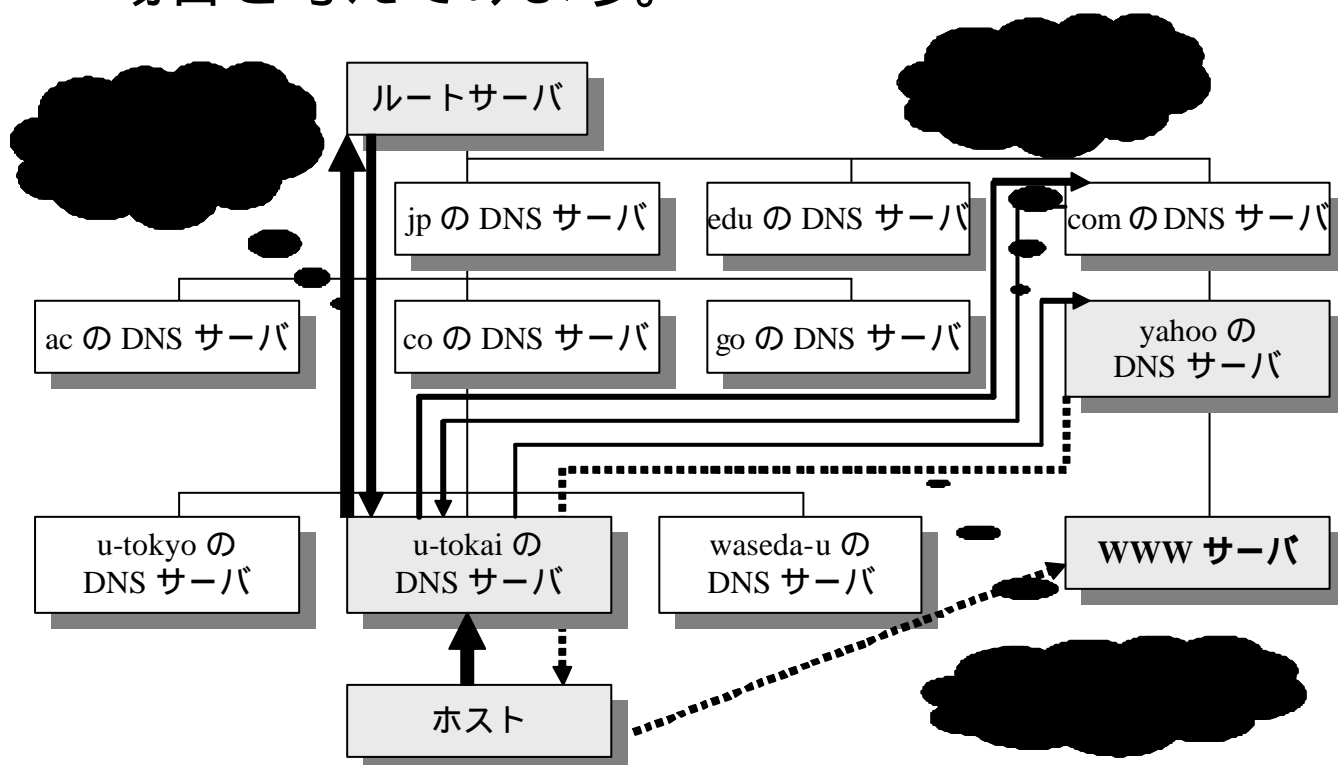 ルートサーバ
jp の DNS サーバ
edu の DNS サーバ
com の DNS サーバ
ac の DNS サーバ
co の DNS サーバ
go の DNS サーバ
yahoo の
DNS サーバ
u-tokyo の
DNS サーバ
u-tokai の
DNS サーバ
waseda-u の
DNS サーバ
WWW サーバ
ホスト